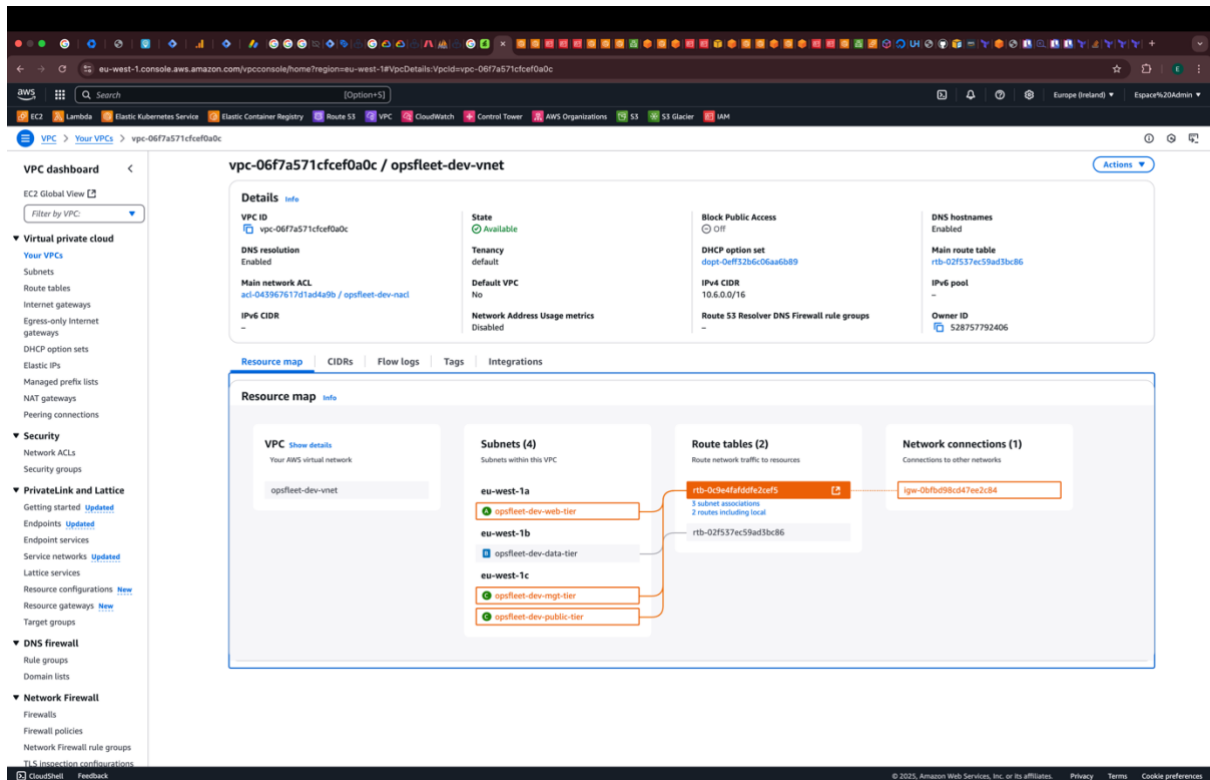 eu-west-1.console.aws.amazon.com/vpcconsole/home?region=eu-west-1#VpcDetails:VpcId=vpc-06f7a571cfcef0a0c
aws
Search
[Option+S]
Europe (Ireland)
Espace%20Admin
EC2
Lambda
Elastic Kubernetes Service
Elastic Container Registry
Route 53
VPC
CloudWatch
Control Tower
AWS Organizations
S3
S3 Glacier
IAM
VPC > Your VPCs > vpc-06f7a571cfcef0a0c
VPC dashboard
EC2 Global View
Filter by VPC:
Virtual private cloud
Your VPCs
Subnets
Route tables
Internet gateways
Egress-only Internet
gateways
DHCP option sets
Elastic IPs
Managed prefix lists
NAT gateways
Peering connections
Security
Network ACLs
Security groups
PrivateLink and Lattice
Getting started Updated
Endpoints Updated
Endpoint services
Service networks Updated
Lattice services
Resource configurations New
Resource gateways New
Target groups
DNS firewall
Rule groups
Domain lists
Network Firewall
Firewalls
Firewall policies
Network Firewall rule groups
TLS inspection configurations
vpc-06f7a571cfcef0a0c / opsfleet-dev-vnet
Actions
Details Info
VPC ID
vpc-06f7a571cfcef0a0c
State
Available
Block Public Access
Off
DNS hostnames
Enabled
DNS resolution
Enabled
Tenancy
default
DHCP option set
dopt-0eff32b6c06aa6b89
Main route table
rtb-02f537ec59ad3bc86
Main network ACL
acl-043967617d1ad4a9b / opsfleet-dev-nacl
Default VPC
No
IPv4 CIDR
10.6.0.0/16
IPv6 pool
–
IPv6 CIDR
–
Network Address Usage metrics
Disabled
Route 53 Resolver DNS Firewall rule groups
–
Owner ID
528757792406
Resource map
CIDRs
Flow logs
Tags
Integrations
Resource map Info
VPC Show details
Your AWS virtual network
opsfleet-dev-vnet
Subnets (4)
Subnets within this VPC
eu-west-1a
A opsfleet-dev-web-tier
eu-west-1b
B opsfleet-dev-data-tier
eu-west-1c
C opsfleet-dev-mgt-tier
C opsfleet-dev-public-tier
Route tables (2)
Route network traffic to resources
rtb-0c9e4fafddfe2cef5
3 subnet associations
2 routes including local
rtb-02f537ec59ad3bc86
Network connections (1)
Connections to other networks
igw-0bfbd98cd47ee2c84
CloudShell
Feedback
© 2025, Amazon Web Services, Inc. or its affiliates.
Privacy
Terms
Cookie preferences